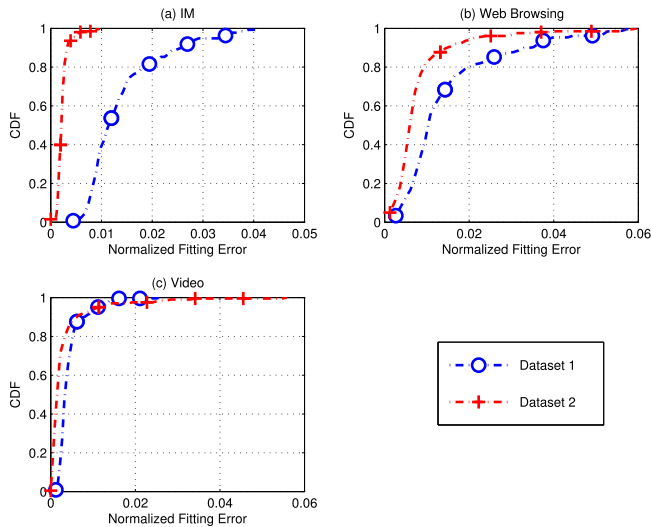 (a) IM
(b) Web Browsing
1
0.8
0.6
0.4
0.2
0
CDF
0
0.01
0.02
0.03
0.04
0.05
Normalized Fitting Error
1
0.8
0.6
0.4
0.2
0
CDF
0
0.02
0.04
0.06
Normalized Fitting Error
(c) Video
1
0.8
0.6
0.4
0.2
0
CDF
0
0.02
0.04
0.06
Normalized Fitting Error
Dataset 1
Dataset 2